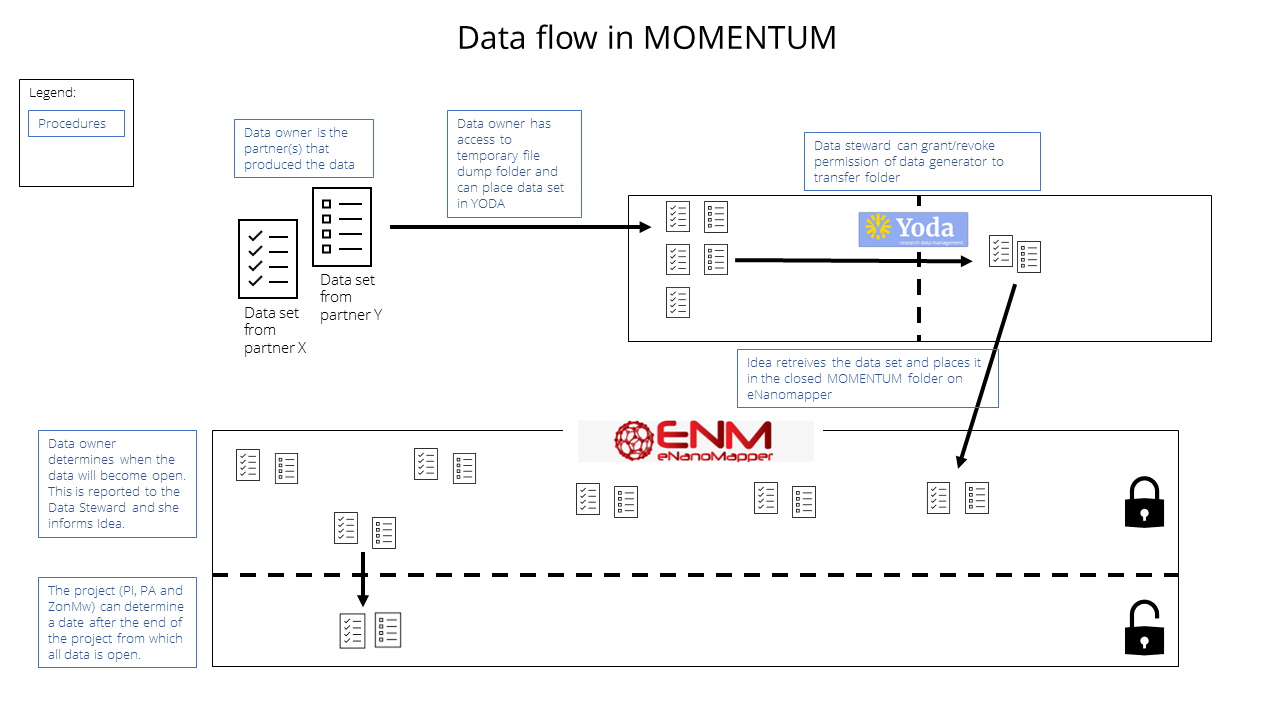 Data flow in MOMENTUM
Legend:
Procedures
Data owner is the
partner(s) that
produced the data
Data owner has
access to
temporary file
dump folder and
can place data set
in YODA
Data steward can grant/revoke
permission of data generator to
transfer folder
Yoda
research data management
Data set
from
partner Y
Data set
from
partner X
Idea retreives the data set and places it
in the closed MOMENTUM folder on
eNanomapper
ENM
eNanoMapper
Data owner
determines when the
data will become open.
This is reported to the
Data Steward and she
informs Idea.
The project (PI, PA and
ZonMw) can determine
a date after the end of
the project from which
all data is open.